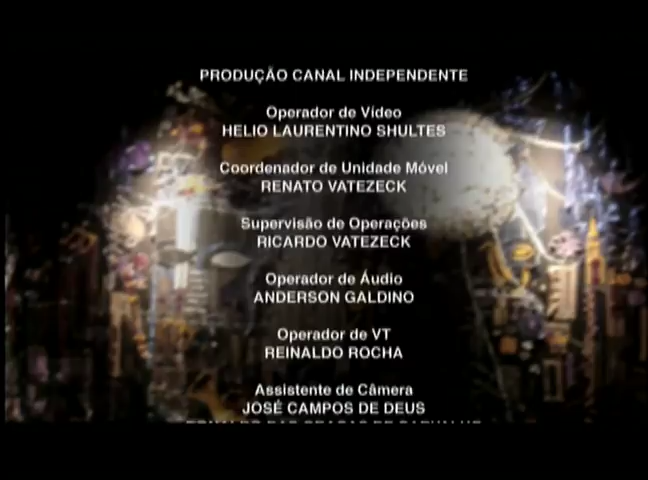 PRODUÇÃO CANAL INDEPENDENTE
Operador de Vídeo
HELIO LAURENTINO SHULTES
Coordenador de Unidade Móvel
RENATO VATEZECK
Supervisão de Operações
RICARDO VATEZECK
Operador de Áudio
ANDERSON GALDINO
Operador de VT
REINALDO ROCHA
Assistente de Câmera
JOSÉ CAMPOS DE DEUS